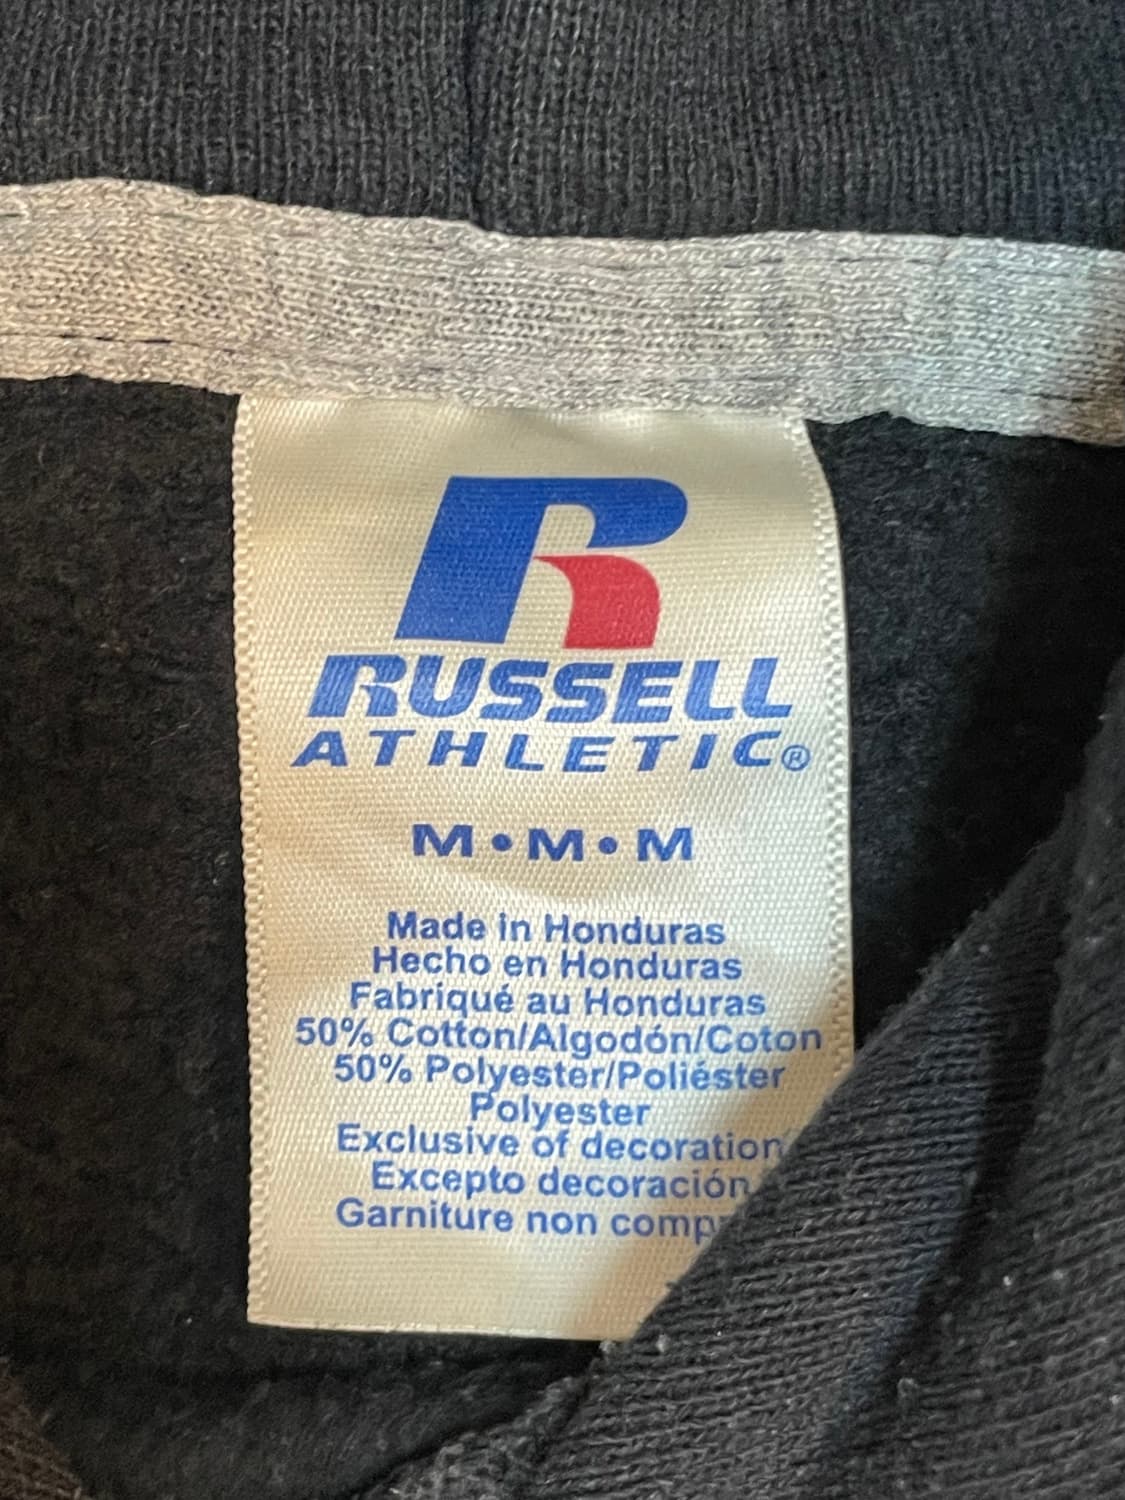 R
RUSSELL
ATHLETIC®
M • M • M
Made in Honduras
Hecho en Honduras
Fabriqué au Honduras
50% Cotton/Algodón/Coton
50% Polyester/Poliéster
Polyester
Exclusive of decoration
Excepto decoración
Garniture non